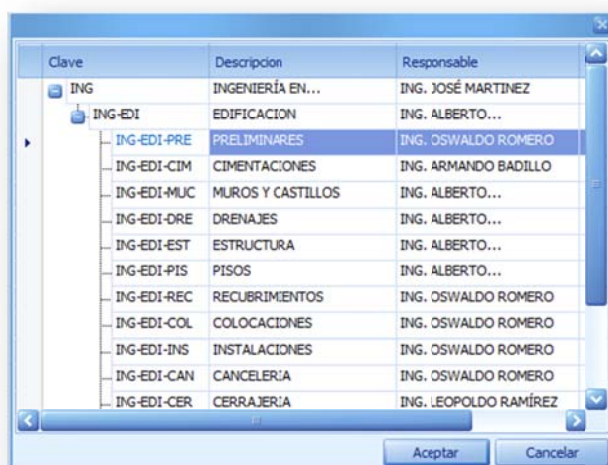 Clave Descripcion Responsable
ING INGENIERÍA EN... ING. JOSÉ MARTINEZ
ING-EDI EDIFICACION ING. ALBERTO...
ING-EDI-PRE PRELIMINARES ING. OSWALDO ROMERO
ING-EDI-CIM CIMENTACIONES ING. ARMANDO BADILLO
ING-EDI-MUC MUROS Y CASTILLOS ING. ALBERTO...
ING-EDI-DRE DRENAJES ING. ALBERTO...
ING-EDI-EST ESTRUCTURA ING. ALBERTO...
ING-EDI-PIS PISOS ING. ALBERTO...
ING-EDI-REC RECUBRIMIENTOS ING. OSWALDO ROMERO
ING-EDI-COL COLOCACIONES ING. OSWALDO ROMERO
ING-EDI-INS INSTALACIONES ING. OSWALDO ROMERO
ING-EDI-CAN CANCELERIA ING. OSWALDO ROMERO
ING-EDI-CER CERRAJERIA ING. LEOPOLDO RAMÍREZ
Aceptar Cancelar